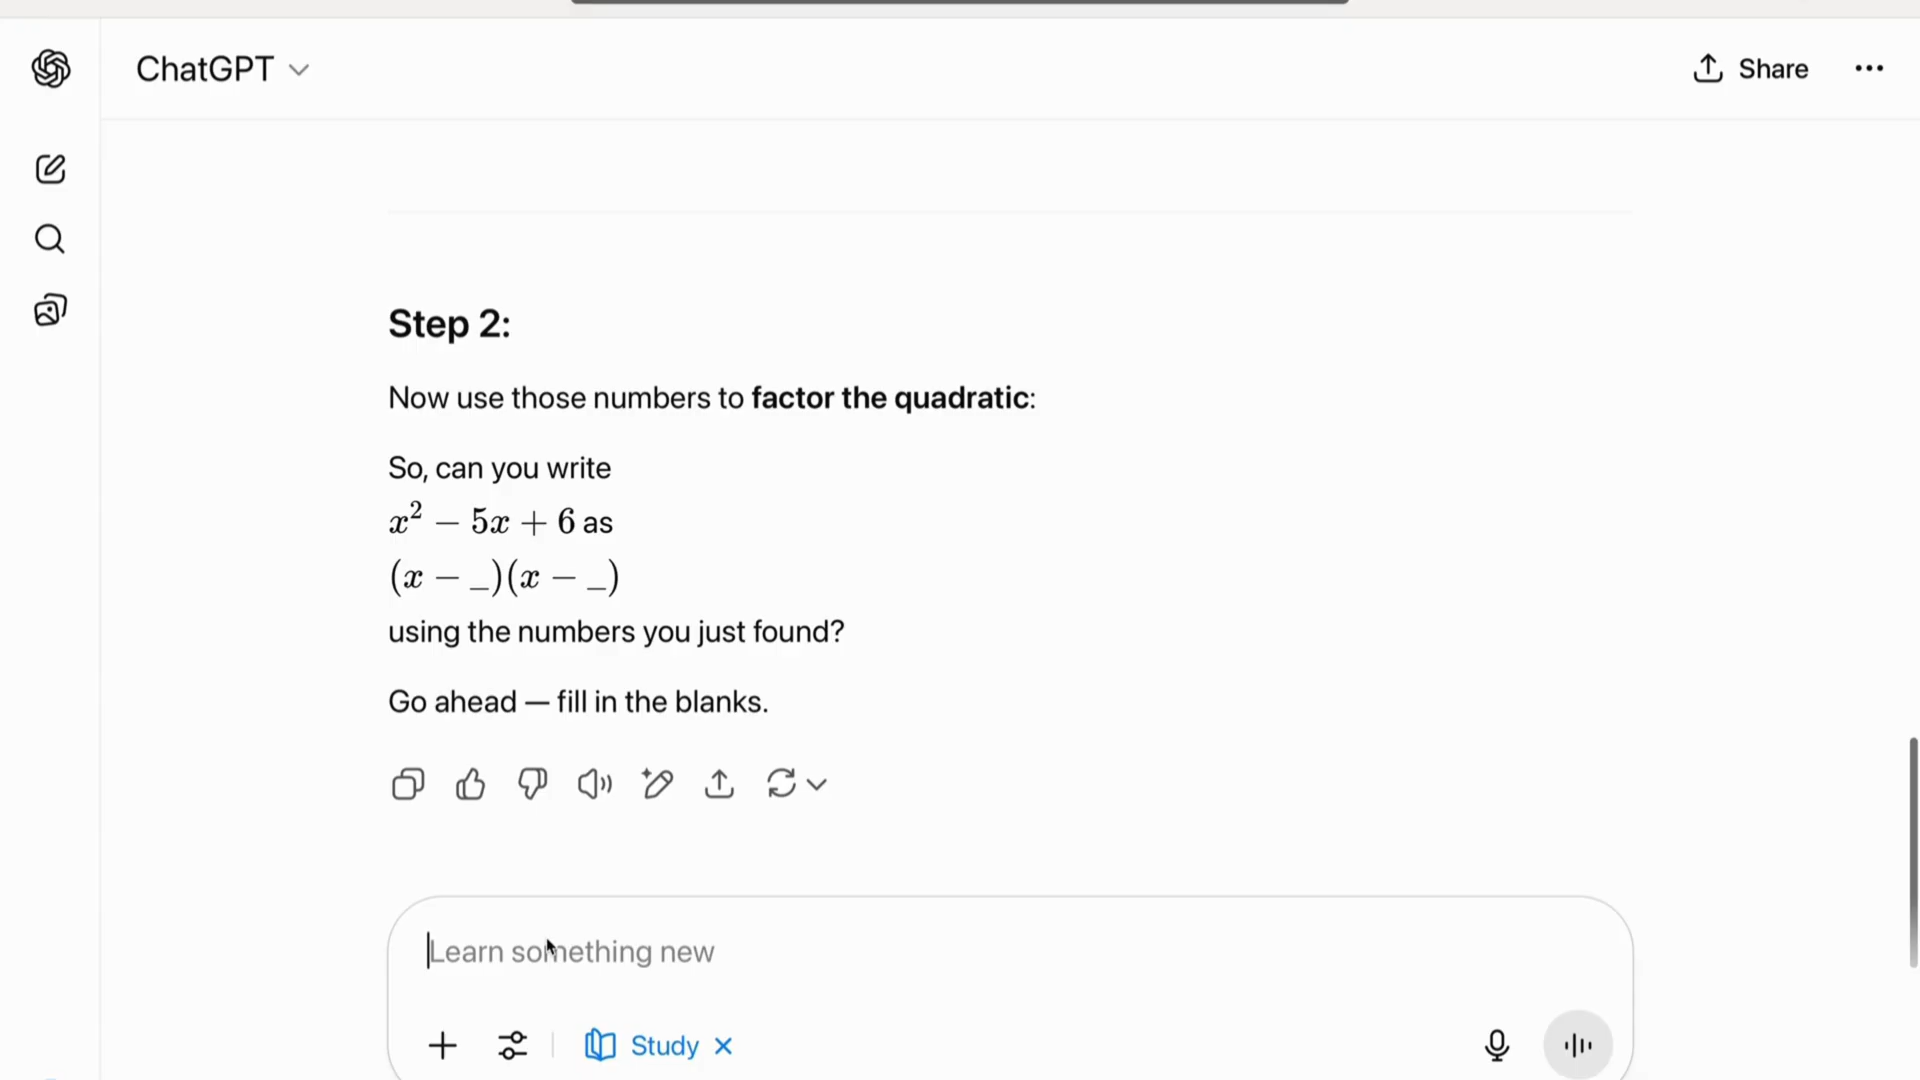 ChatGPT
Share
Step 2:
Now use those numbers to factor the quadratic:
So, can you write
x² − 5x + 6 as
(x − _)(x − _)
using the numbers you just found?
Go ahead — fill in the blanks.
Learn something new
Study